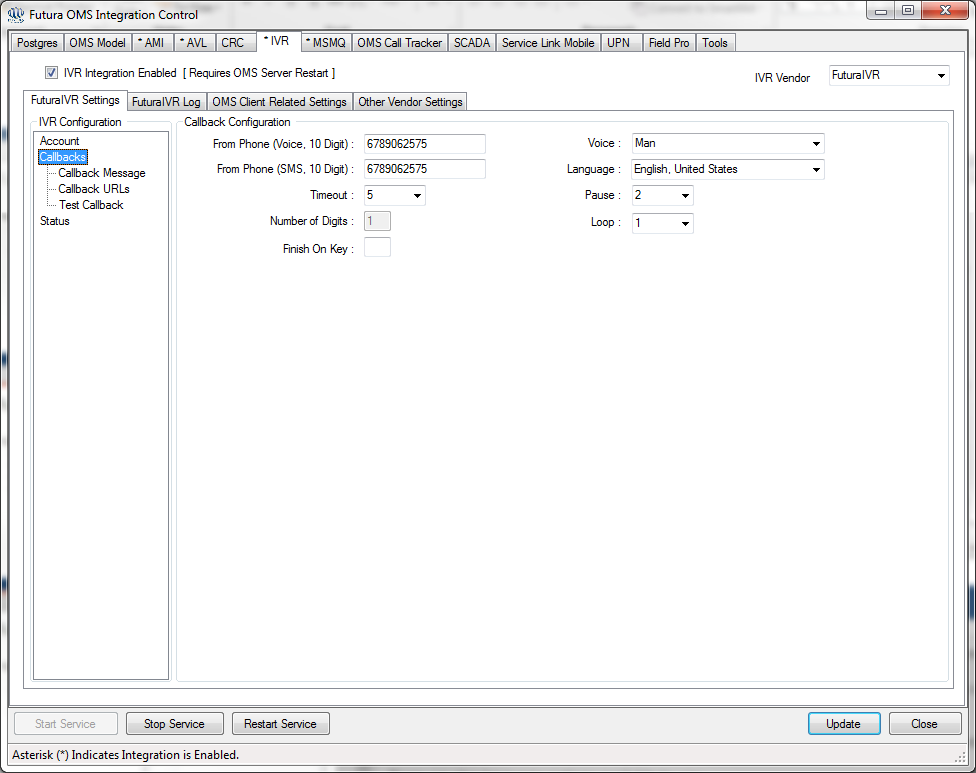 Futura OMS Integration Control
Postgres OMS Model * AMI * AVL CRC * IVR * MSMQ OMS Call Tracker SCADA Service Link Mobile UPN Field Pro Tools
IVR Integration Enabled [ Requires OMS Server Restart ]
IVR Vendor FuturaIVR
FuturaIVR Settings FuturaIVR Log OMS Client Related Settings Other Vendor Settings
IVR Configuration
Account
Callbacks
Callback Message
Callback URLs
Test Callback
Status
Callback Configuration
From Phone (Voice, 10 Digit) : 6789062575
From Phone (SMS, 10 Digit) : 6789062575
Timeout : 5
Number of Digits : 1
Finish On Key :
Voice : Man
Language : English, United States
Pause : 2
Loop : 1
Start Service Stop Service Restart Service Update Close
Asterisk (*) Indicates Integration is Enabled.